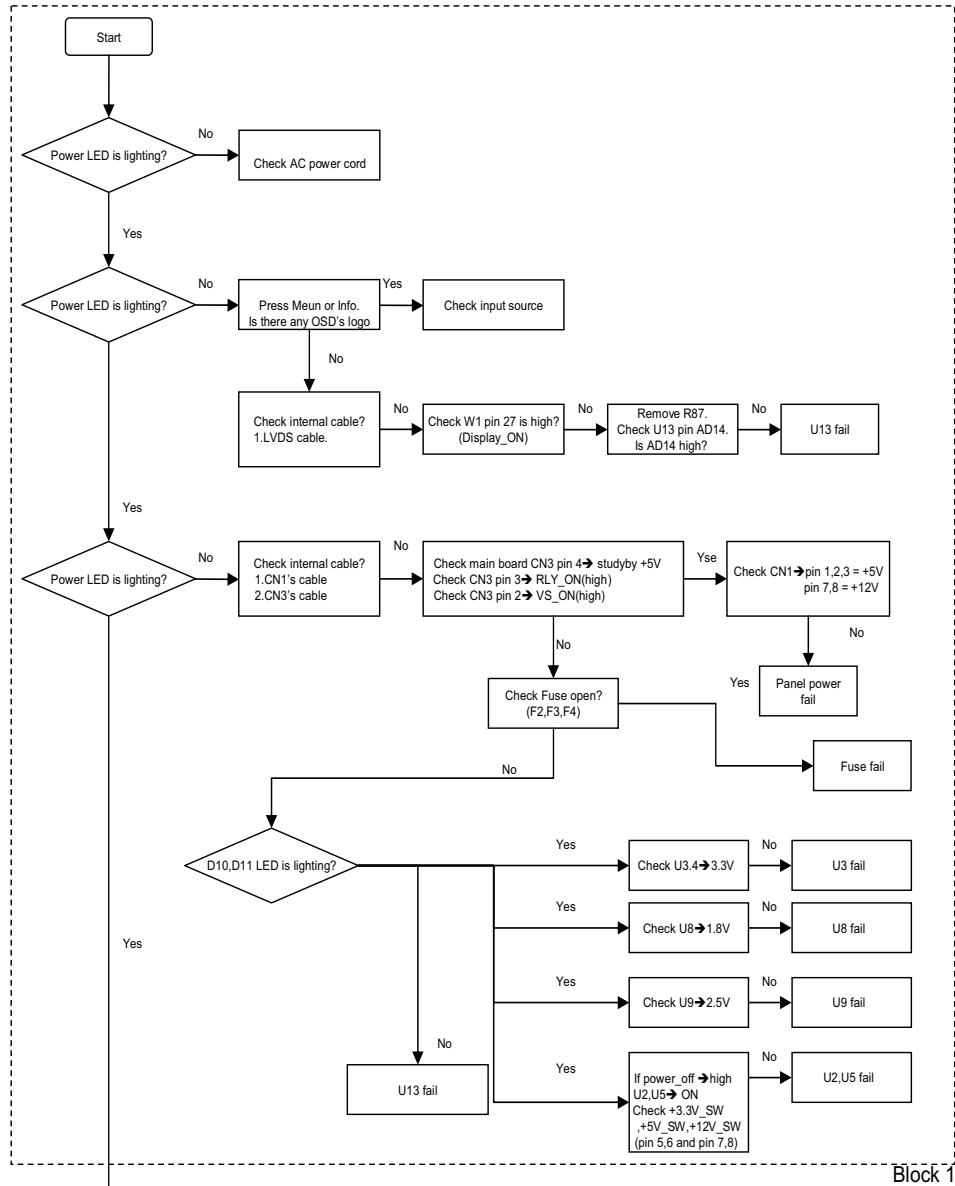 Start
Power LED is lighting?
No
Check AC power cord
Yes
Power LED is lighting?
No
Press Meun or Info.
Is there any OSD's logo
Yes
Check input source
No
Check internal cable?
1.LVDS cable.
No
Check W1 pin 27 is high?
(Display_ON)
No
Remove R87.
Check U13 pin AD14.
Is AD14 high?
No
U13 fail
Yes
Power LED is lighting?
No
Check internal cable?
1.CN1's cable
2.CN3's cable
No
Check main board CN3 pin 4➔ studyby +5V
Check CN3 pin 3➔ RLY_ON(high)
Check CN3 pin 2➔ VS_ON(high)
Yse
Check CN1➔pin 1,2,3 = +5V
pin 7,8 = +12V
No
Yes
Panel power
fail
No
Check Fuse open?
(F2,F3,F4)
Fuse fail
No
D10,D11 LED is lighting?
Yes
Check U3.4➔3.3V
No
U3 fail
Yes
Check U8➔1.8V
No
U8 fail
Yes
Yes
Check U9➔2.5V
No
U9 fail
No
U13 fail
Yes
If power_off ➔high
U2,U5➔ ON
Check +3.3V_SW
,+5V_SW,+12V_SW
(pin 5,6 and pin 7,8)
No
U2,U5 fail
Block 1